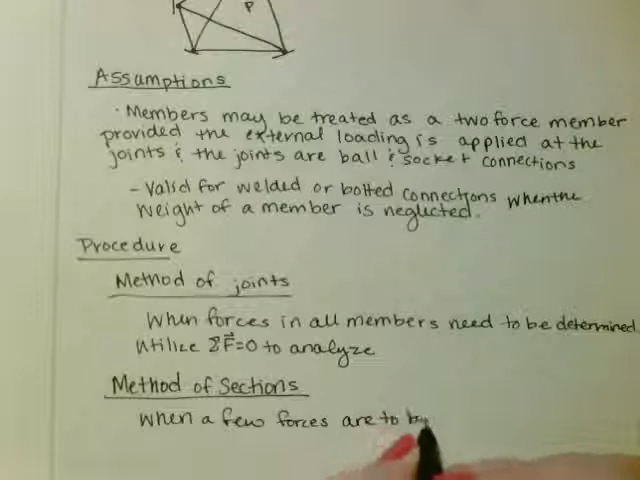 P
Assumptions
· Members may be treated as a two force member
provided the external loading is applied at the
joints & the joints are ball & socket connections
- Valid for welded or bolted connections when the
weight of a member is neglected.
Procedure
Method of joints
When forces in all members need to be determined
Utilize ΣF⃗=0 to analyze
Method of Sections
When a few forces are to